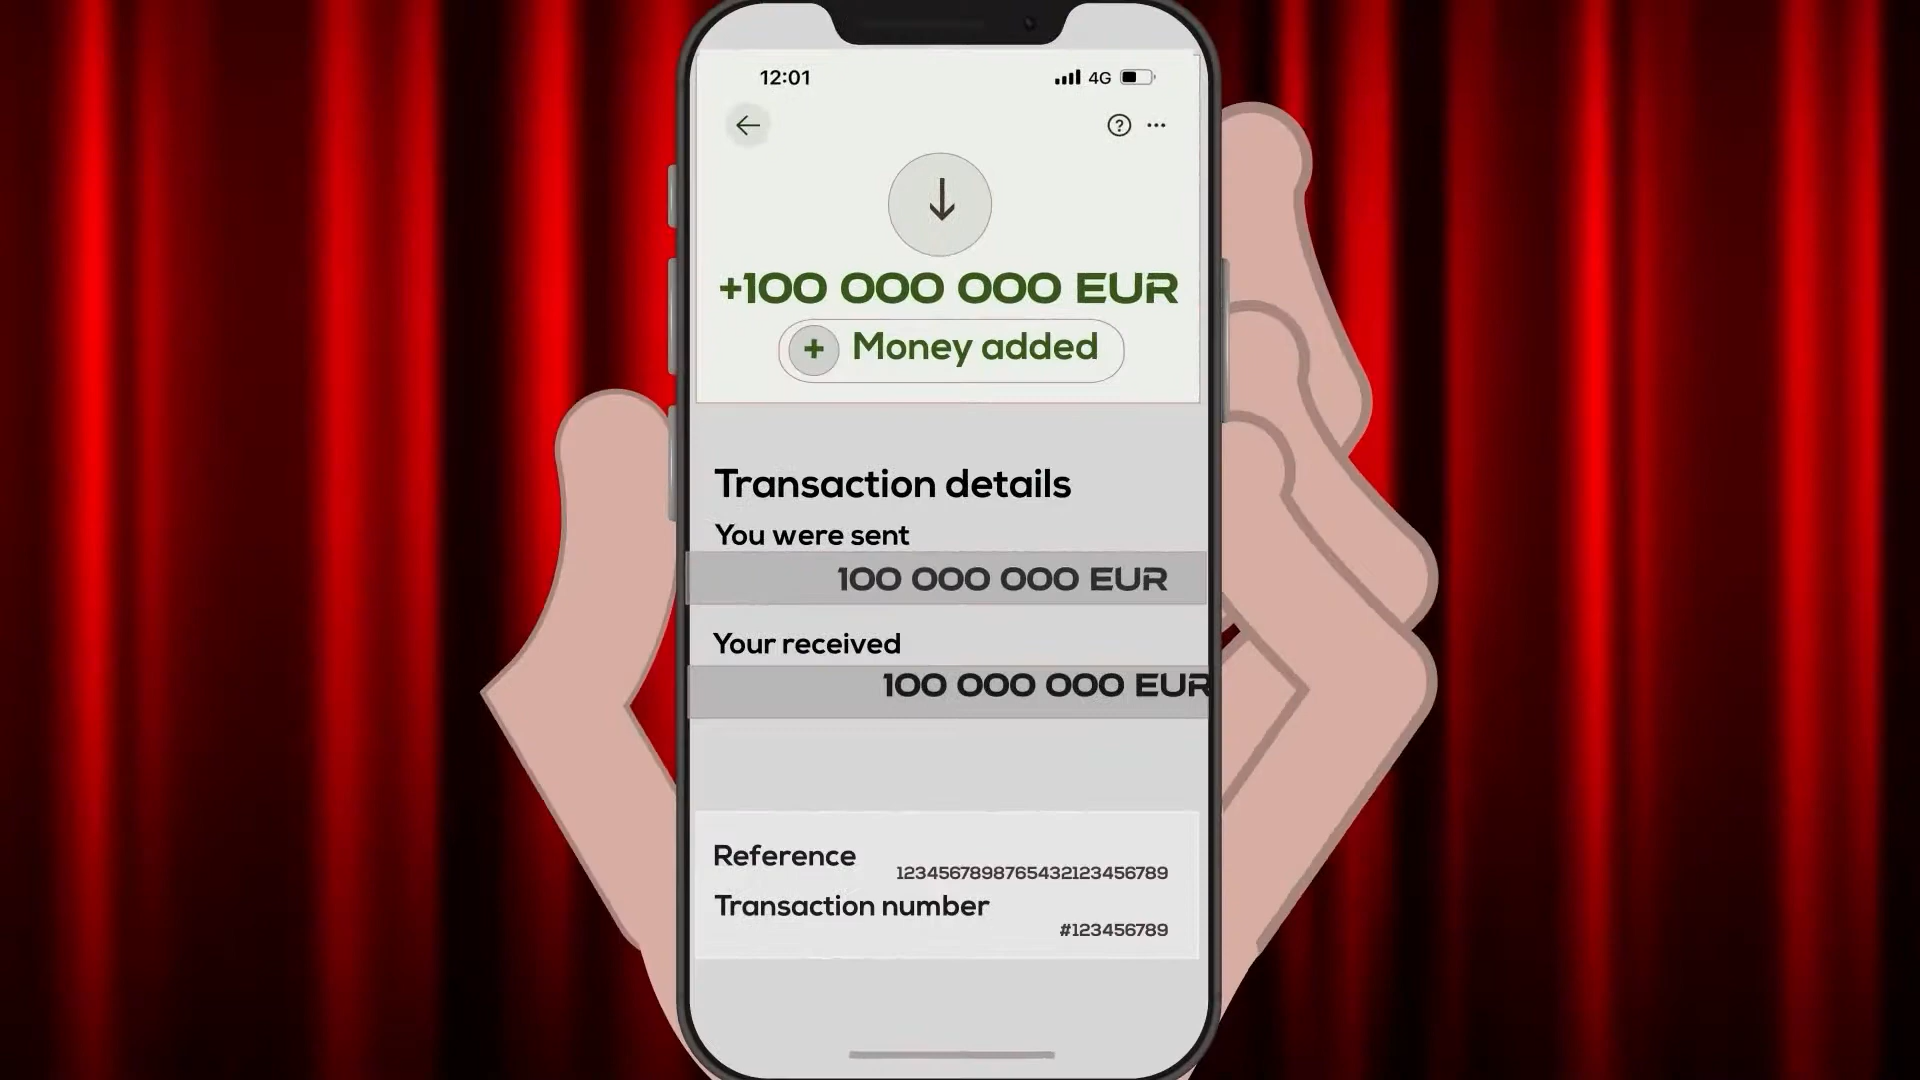 12:01 4G
+100 000 000 EUR
+ Money added
Transaction details
You were sent
100 000 000 EUR
Your received
100 000 000 EUR
Reference
1234567898765432123456789
Transaction number
#123456789